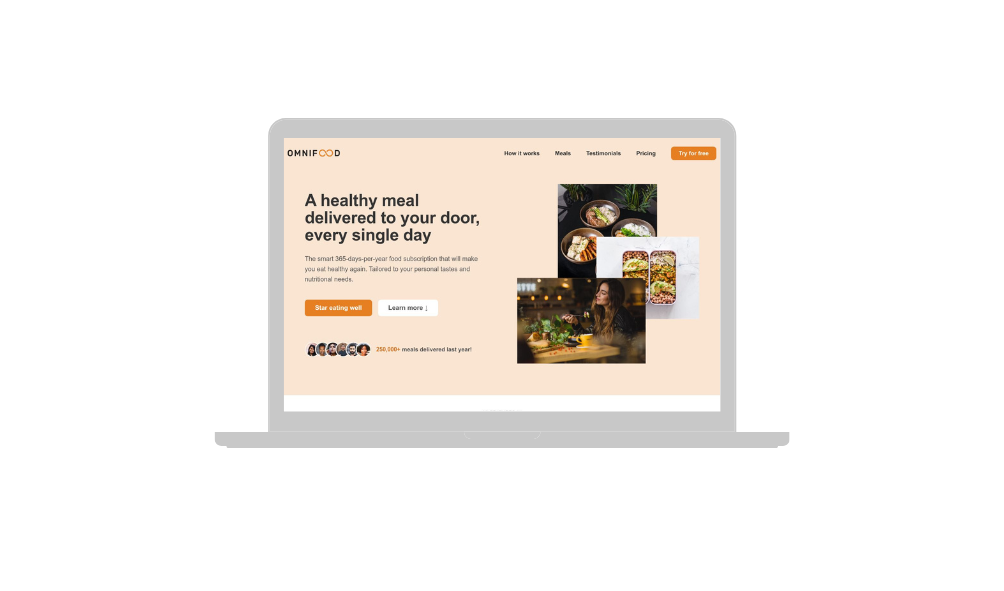 OMNIFOOD
How it works
Meals
Testimonials
Pricing
Try for free
A healthy meal
delivered to your door,
every single day
The smart 365-days-per-year food subscription that will make
you eat healthy again. Tailored to your personal tastes and
nutritional needs.
Star eating well
Learn more ↓
250,000+ meals delivered last year!